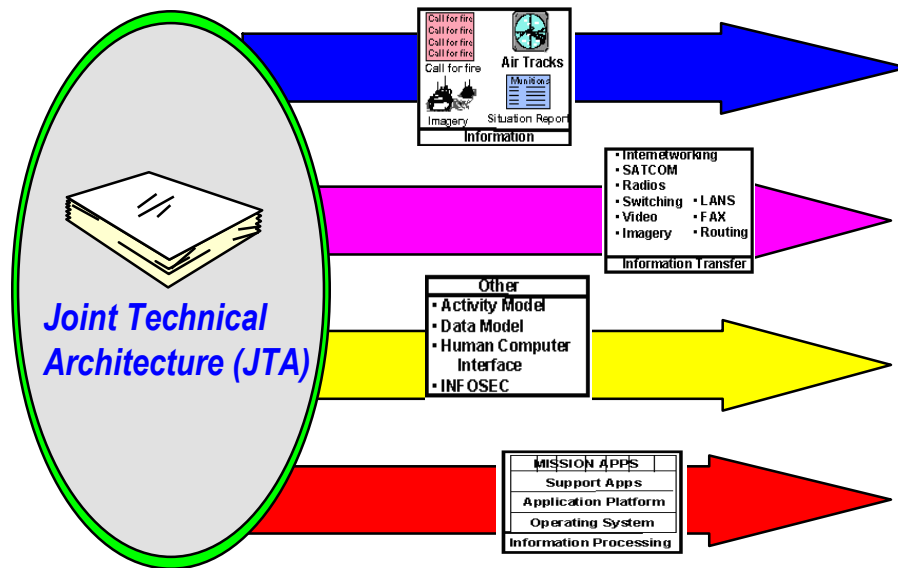 Call for fire
Call for fire
Call for fire
Call for fire
Call for fire
Air Tracks
Munitions
Imagery
Situation Report
Information
· Internetworking
· SATCOM
· Radios
· Switching · LANS
· Video · FAX
· Imagery · Routing
Information Transfer
Joint Technical
Architecture (JTA)
Other
· Activity Model
· Data Model
· Human Computer
Interface
· INFOSEC
MISSION APPS
Support Apps
Application Platform
Operating System
Information Processing